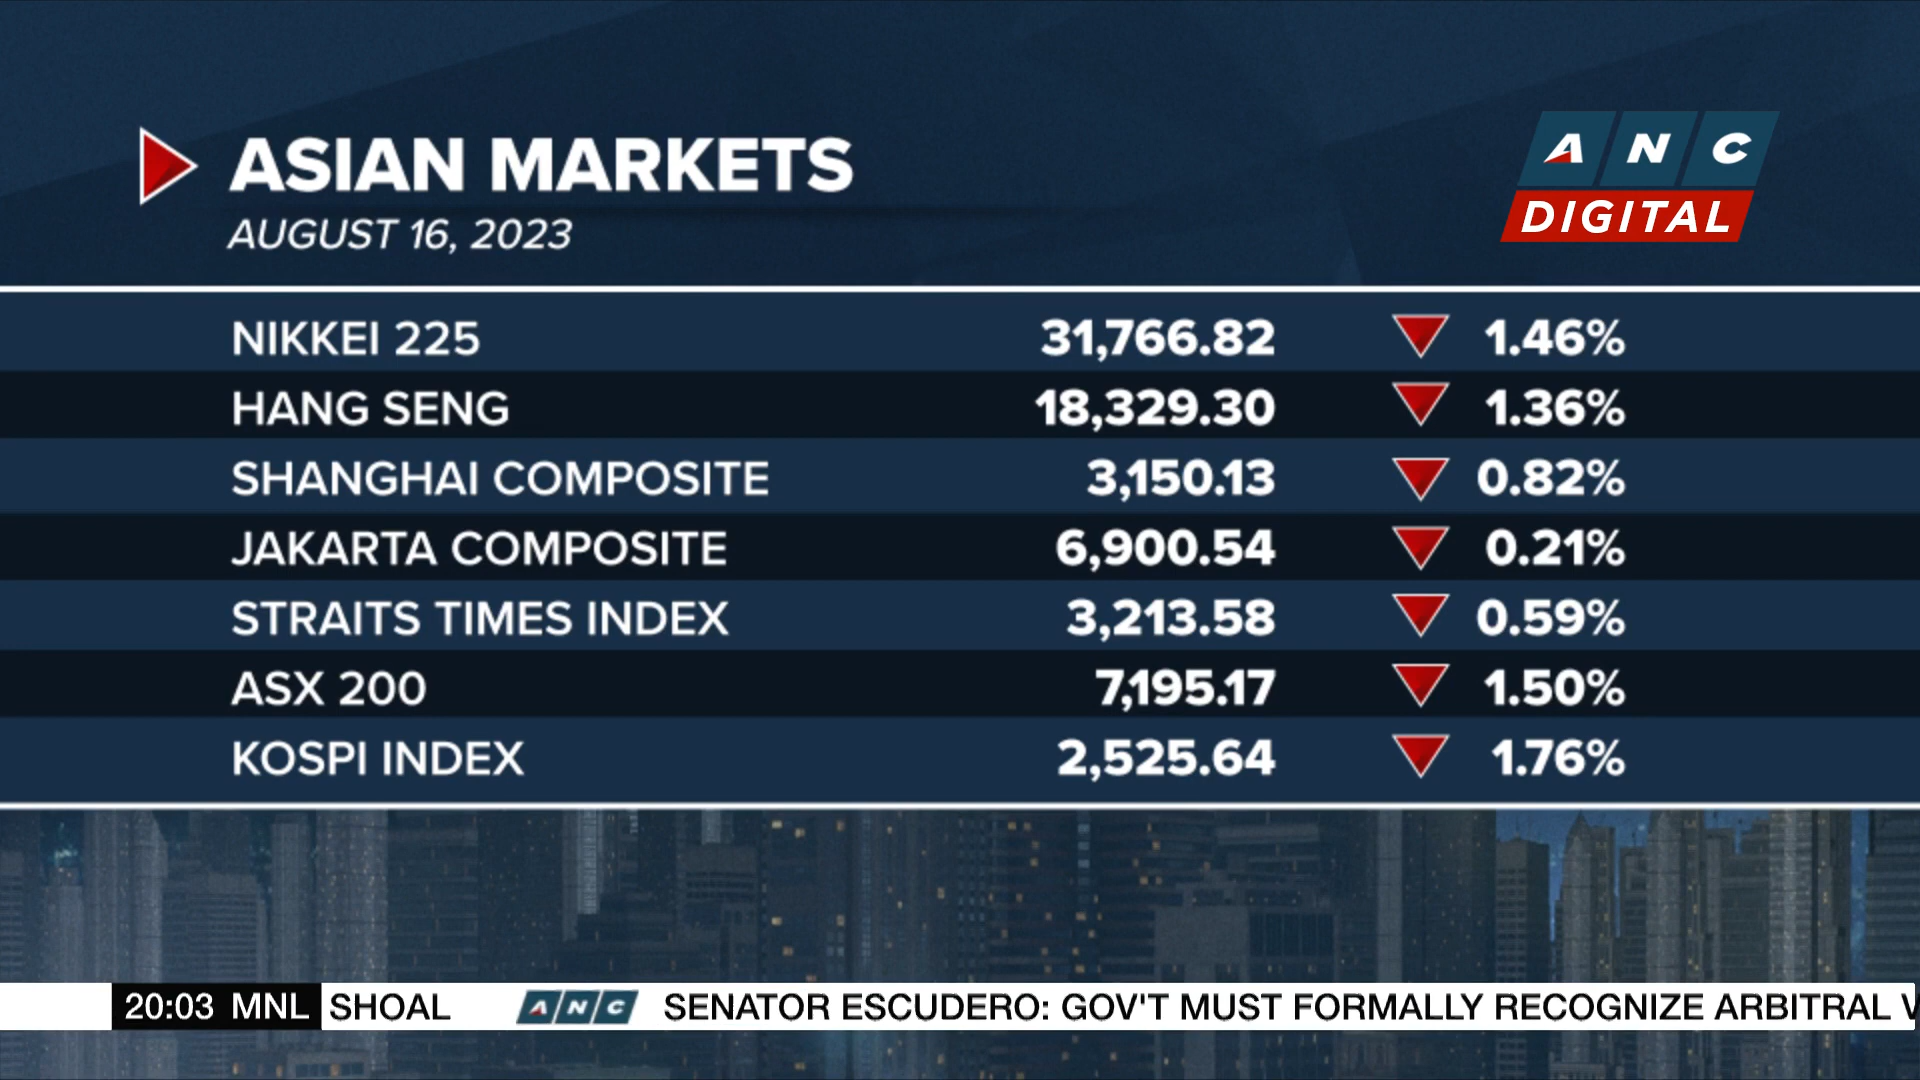 ASIAN MARKETS
AUGUST 16, 2023
ANC
DIGITAL
NIKKEI 225 31,766.82 1.46%
HANG SENG 18,329.30 1.36%
SHANGHAI COMPOSITE 3,150.13 0.82%
JAKARTA COMPOSITE 6,900.54 0.21%
STRAITS TIMES INDEX 3,213.58 0.59%
ASX 200 7,195.17 1.50%
KOSPI INDEX 2,525.64 1.76%
20:03 MNL SHOAL ANC SENATOR ESCUDERO: GOV'T MUST FORMALLY RECOGNIZE ARBITRAL